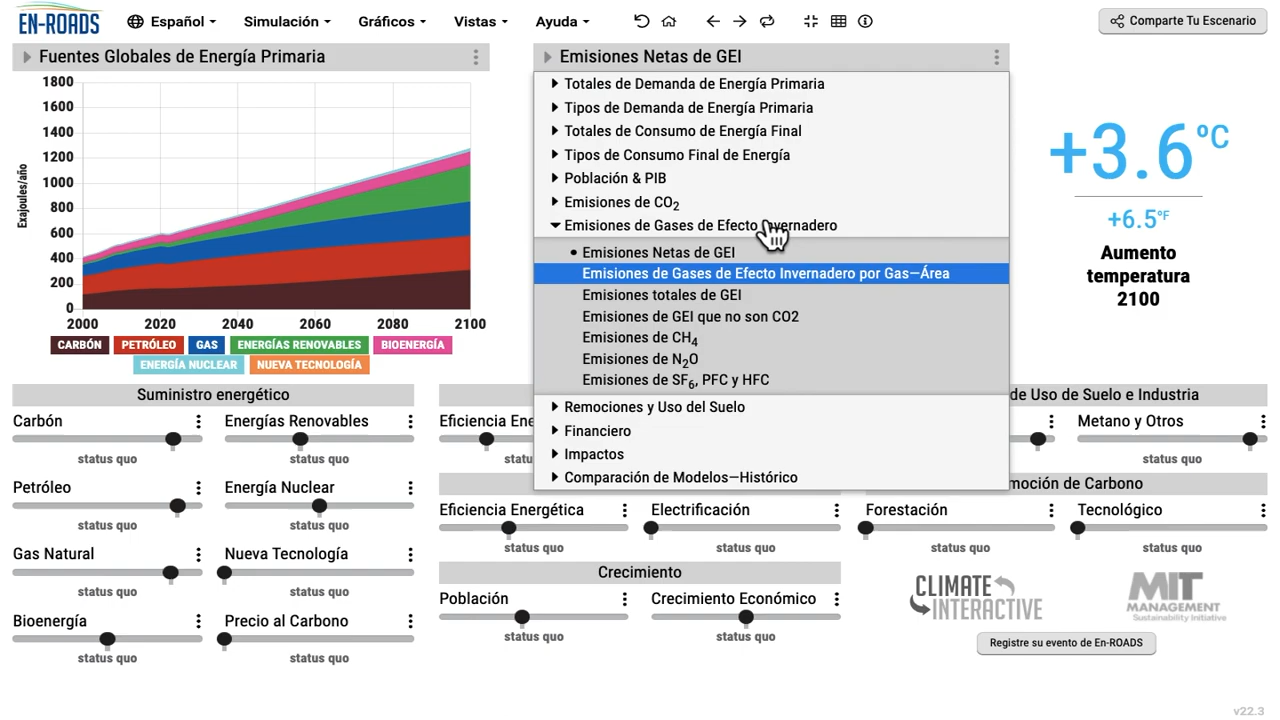 EN-ROADS
Español
Simulación
Gráficos
Vistas
Ayuda
Comparte Tu Escenario
Fuentes Globales de Energía Primaria
Exajoules/año
1800
1600
1400
1200
1000
800
600
400
200
0
2000 2020 2040 2060 2080 2100
CARBÓN PETRÓLEO GAS ENERGÍAS RENOVABLES BIOENERGÍA
ENERGÍA NUCLEAR NUEVA TECNOLOGÍA
Emisiones Netas de GEI
Totales de Demanda de Energía Primaria
Tipos de Demanda de Energía Primaria
Totales de Consumo de Energía Final
Tipos de Consumo Final de Energía
Población & PIB
Emisiones de CO₂
Emisiones de Gases de Efecto Invernadero
Emisiones Netas de GEI
Emisiones de Gases de Efecto Invernadero por Gas—Área
Emisiones totales de GEI
Emisiones de GEI que no son CO2
Emisiones de CH₄
Emisiones de N₂O
Emisiones de SF₆, PFC y HFC
Remociones y Uso del Suelo
Financiero
Impactos
Comparación de Modelos—Histórico
+3.6°C
+6.5°F
Aumento
temperatura
2100
Suministro energético
Carbón
status quo
Energías Renovables
status quo
Petróleo
status quo
Energía Nuclear
status quo
Gas Natural
status quo
Nueva Tecnología
status quo
Bioenergía
status quo
Precio al Carbono
status quo
Eficiencia Ene
statu
Eficiencia Energética
status quo
Electrificación
status quo
Crecimiento
Población
status quo
Crecimiento Económico
status quo
de Uso de Suelo e Industria
Metano y Otros
status quo
moción de Carbono
Forestación
status quo
Tecnológico
status quo
CLIMATE
INTERACTIVE
MIT
MANAGEMENT
Sustainability Initiative
Registre su evento de En-ROADS
v22.3